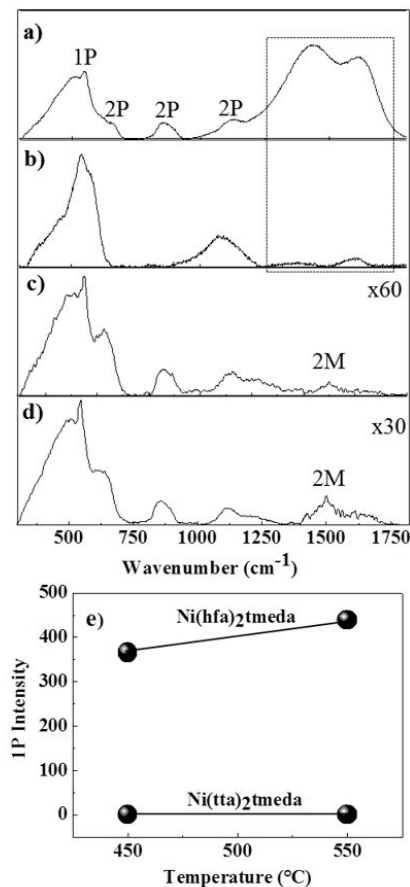 a)
1P
2P
2P
2P
b)
c)
x60
2M
d)
x30
2M
500
750
1000
1250
1500
1750
Wavenumber (cm-1)
500
e)
Ni(hfa)2tmeda
400
300
200
100
Ni(tta)2tmeda
0
1P Intensity
450
500
550
Temperature (°C)